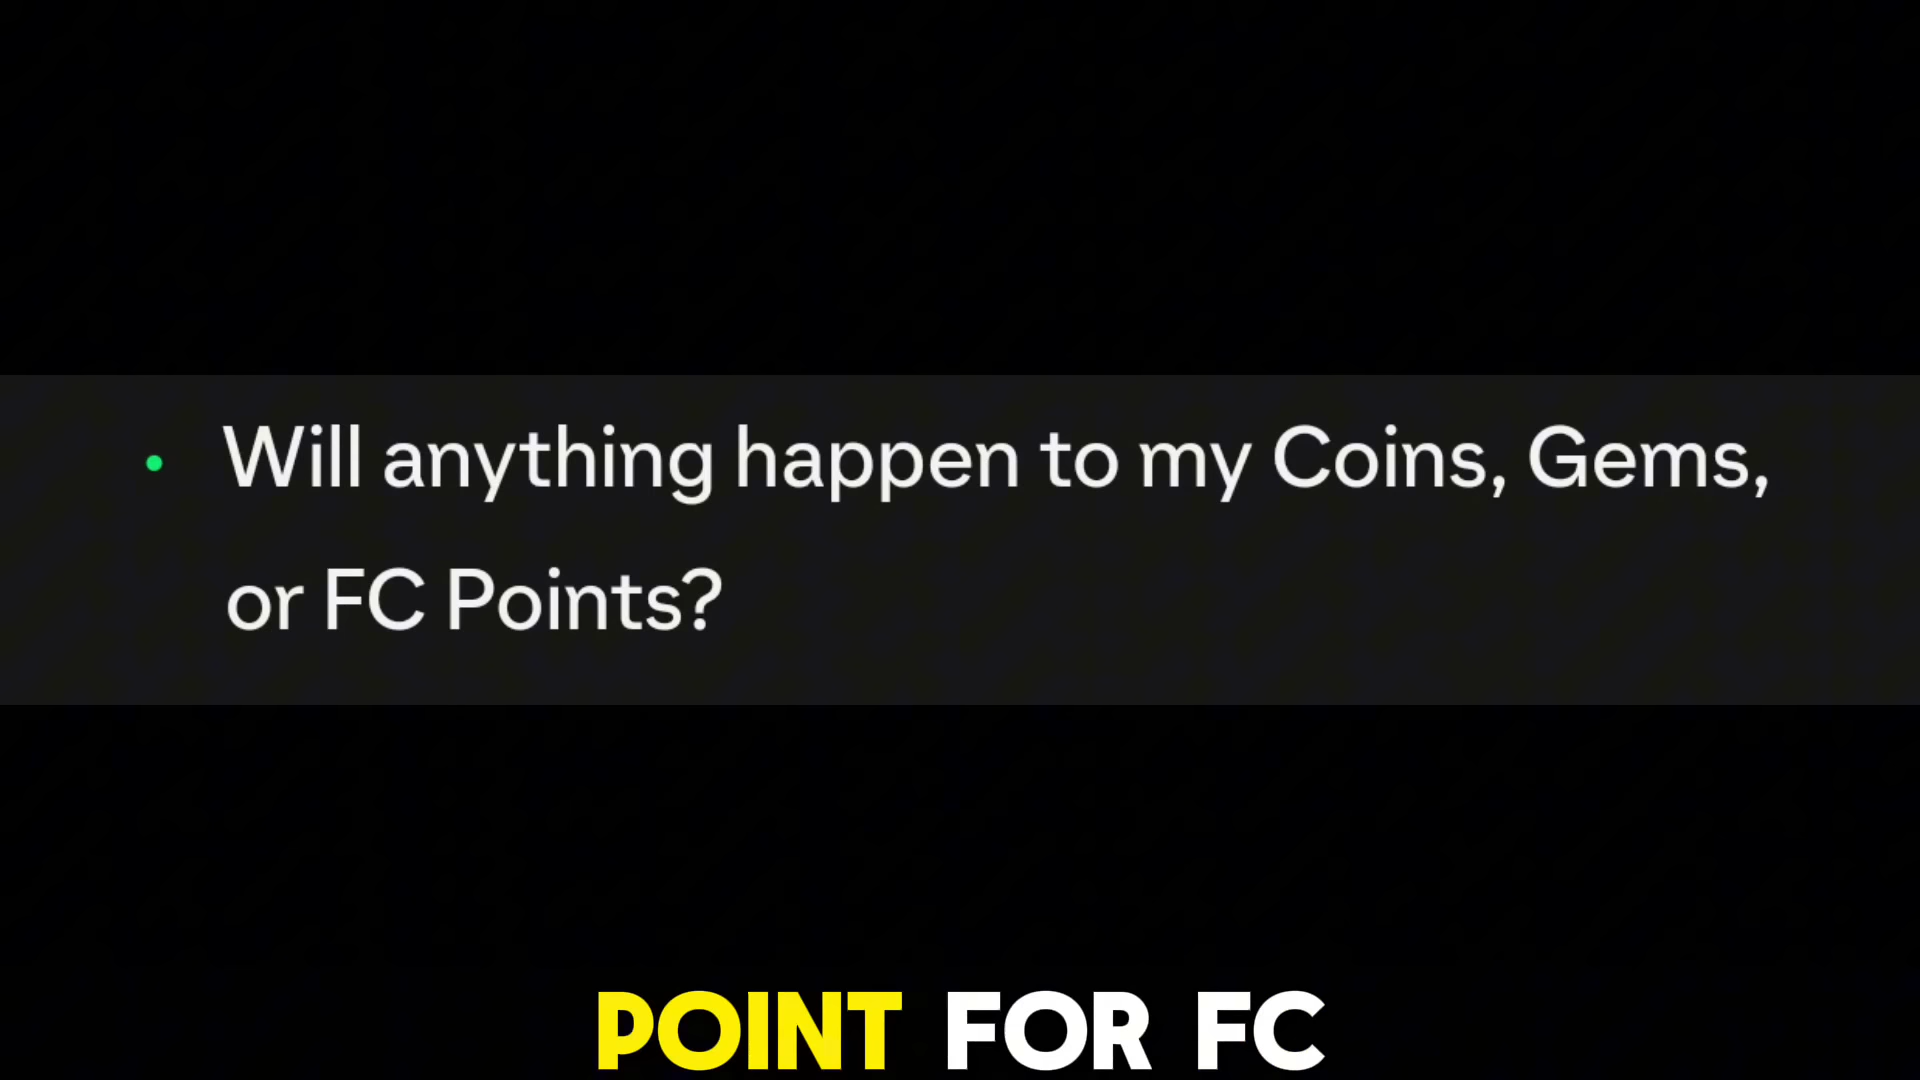 Will anything happen to my Coins, Gems,
or FC Points?
POINT FOR FC